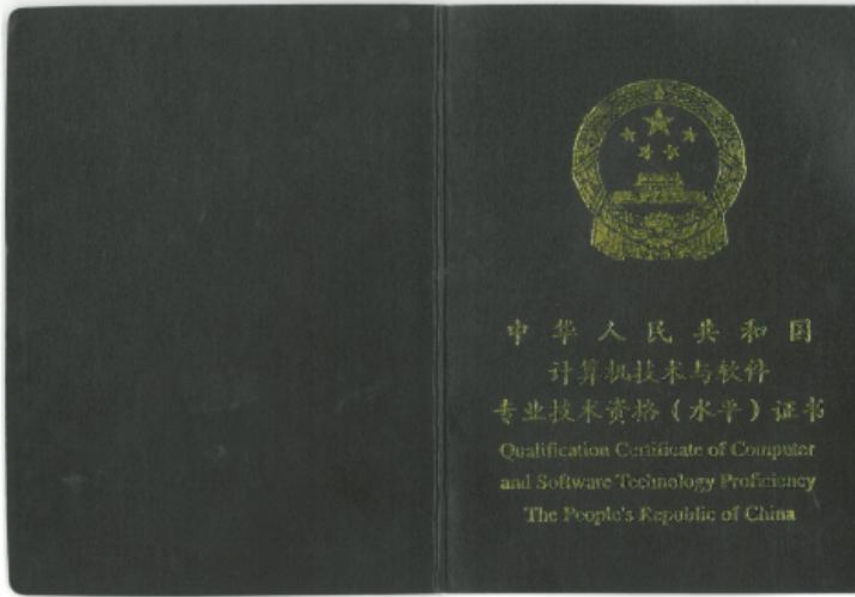 中华人民共和国
计算机技术与软件
专业技术资格（水平）证书
Qualification Certificate of Computer
and Software Technology Proficiency
The People's Republic of China